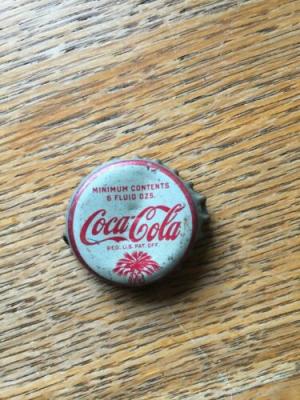 MINIMUM CONTENTS
6 FLUID OZS.
Coca-Cola
REG. U.S. PAT. OFF.